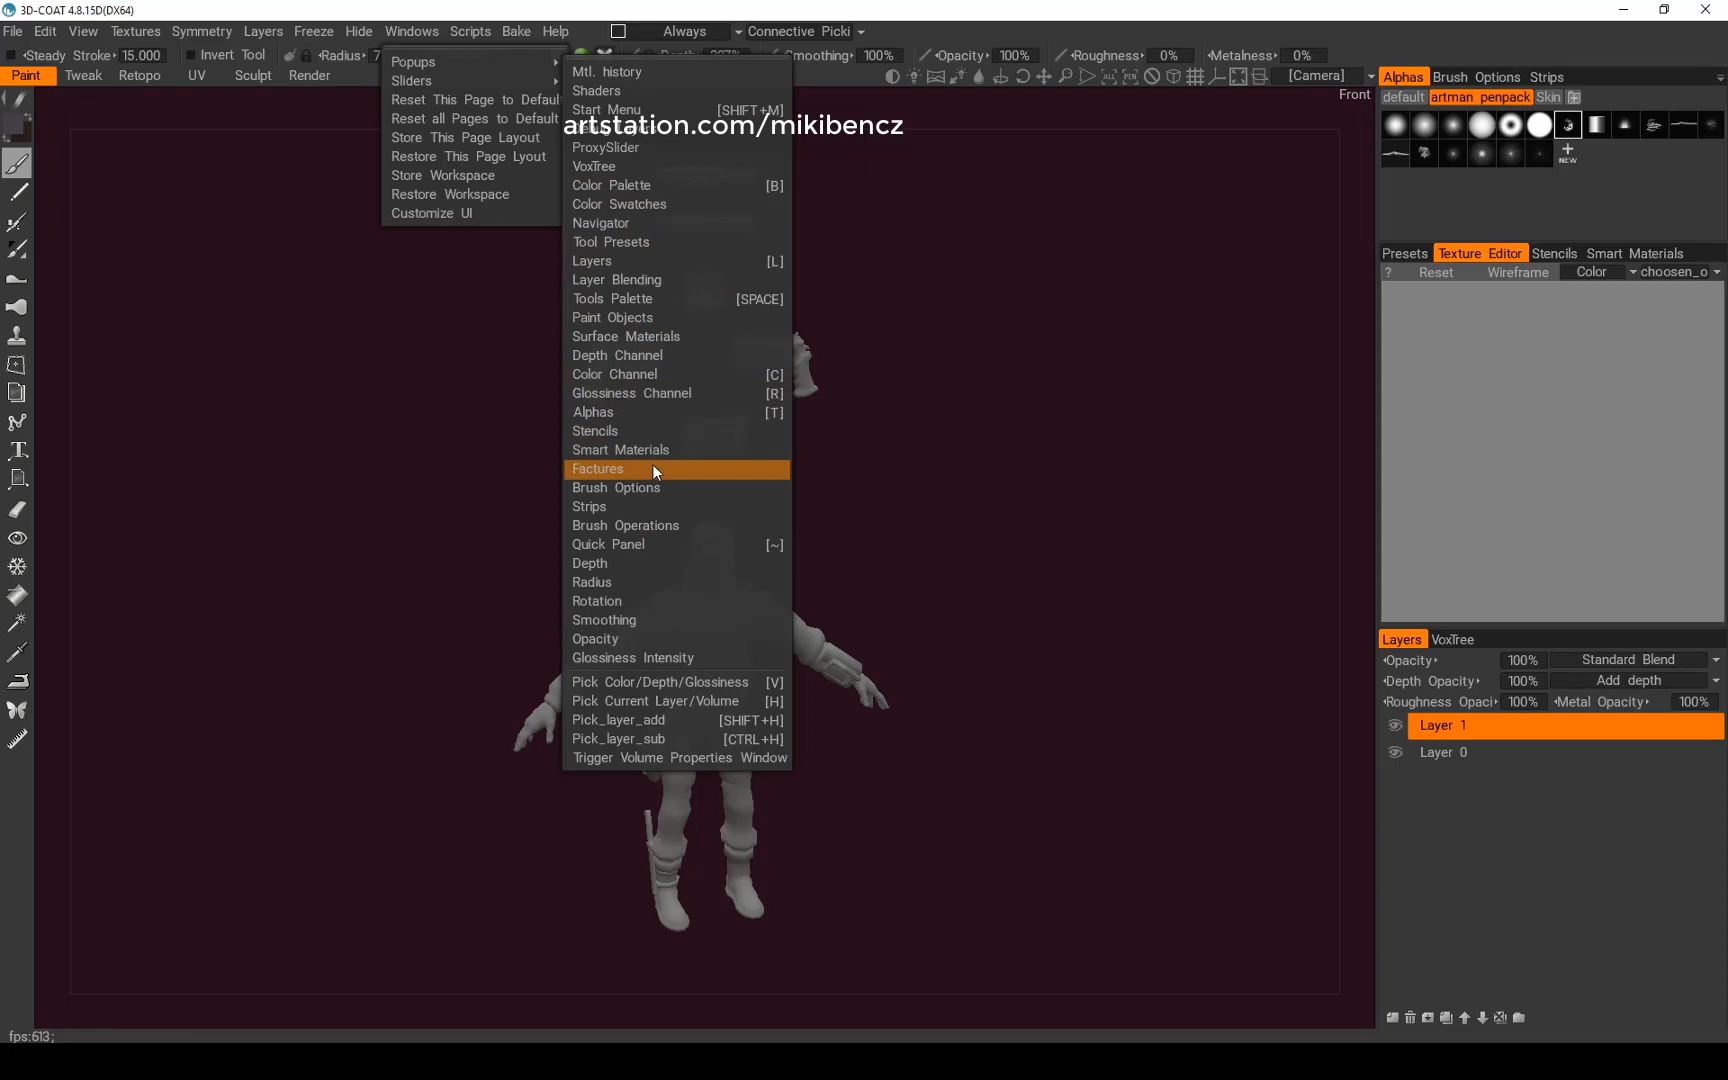 3D-COAT 4.8.15D(DX64)
File Edit View Textures Symmetry Layers Freeze Hide Windows Scripts Bake Help Always Connective Picki
Steady Stroke 15.000 Invert Tool Radius Smoothing 100% Opacity 100% Roughness 0% Metalness 0%
Paint Tweak Retopo UV Sculpt Render [Camera]
Front
Popups
Sliders
Reset This Page to Defaul
Reset all Pages to Default
Store This Page Layout
Restore This Page Lyout
Store Workspace
Restore Workspace
Customize UI
Mtl. history
Shaders
Start Menu [SHIFT+M]
artstation.com/mikibencz
ProxySlider
VoxTree
Color Palette [B]
Color Swatches
Navigator
Tool Presets
Layers [L]
Layer Blending
Tools Palette [SPACE]
Paint Objects
Surface Materials
Depth Channel
Color Channel [C]
Glossiness Channel [R]
Alphas [T]
Stencils
Smart Materials
Factures
Brush Options
Strips
Brush Operations
Quick Panel [~]
Depth
Radius
Rotation
Smoothing
Opacity
Glossiness Intensity
Pick Color/Depth/Glossiness [V]
Pick Current Layer/Volume [H]
Pick_layer_add [SHIFT+H]
Pick_layer_sub [CTRL+H]
Trigger Volume Properties Window
Alphas Brush Options Strips
default artman penpack Skin
NEW
Presets Texture Editor Stencils Smart Materials
? Reset Wireframe Color choosen_o
Layers VoxTree
Opacity 100% Standard Blend
Depth Opacity 100% Add depth
Roughness Opaci 100% Metal Opacity 100%
Layer 1
Layer 0
fps:613;